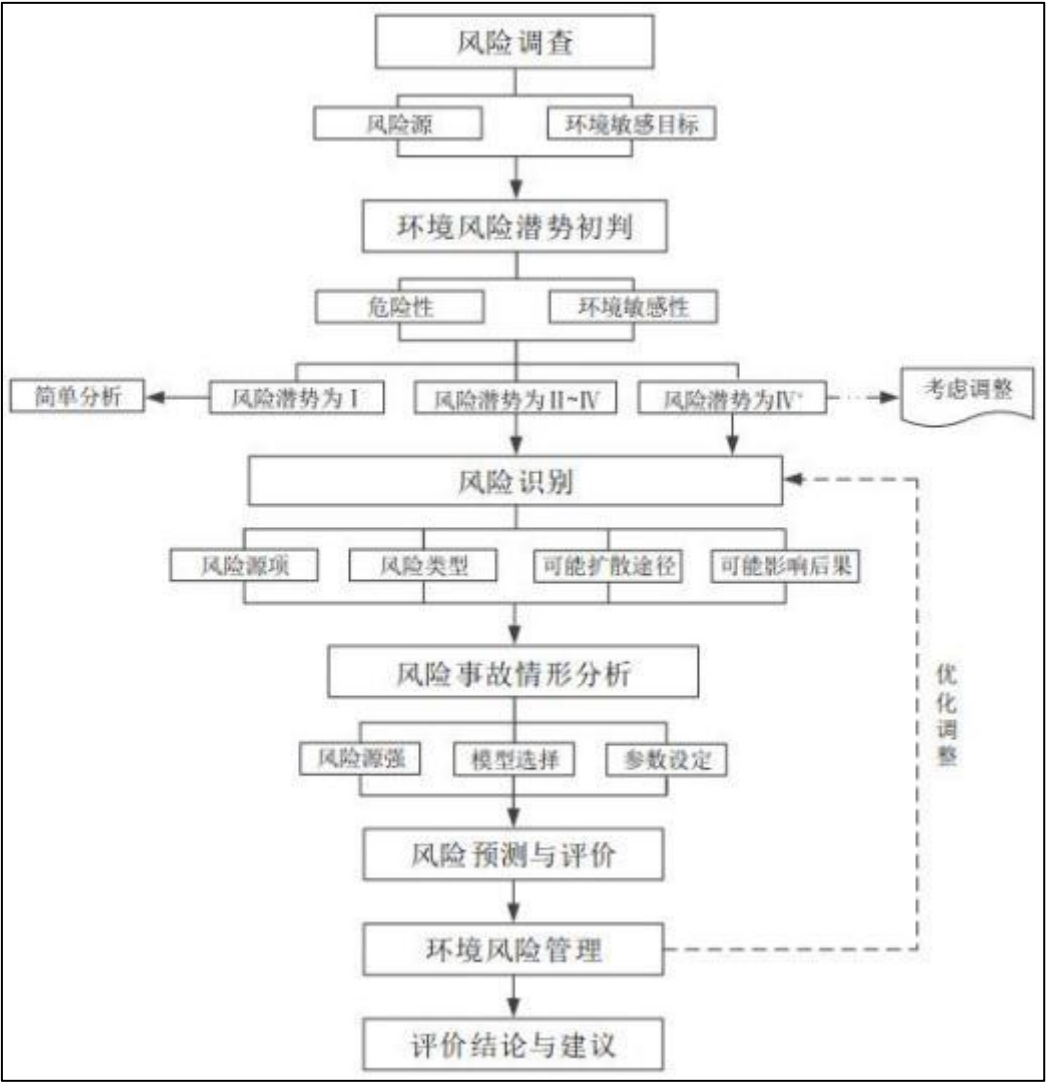 风险调查
风险源
环境敏感目标
环境风险潜势初判
危险性
环境敏感性
简单分析
风险潜势为Ⅰ
风险潜势为Ⅱ~Ⅳ
风险潜势为Ⅳ⁺
考虑调整
风险识别
风险源项
风险类型
可能扩散途径
可能影响后果
风险事故情形分析
优化调整
风险源强
模型选择
参数设定
风险预测与评价
环境风险管理
评价结论与建议